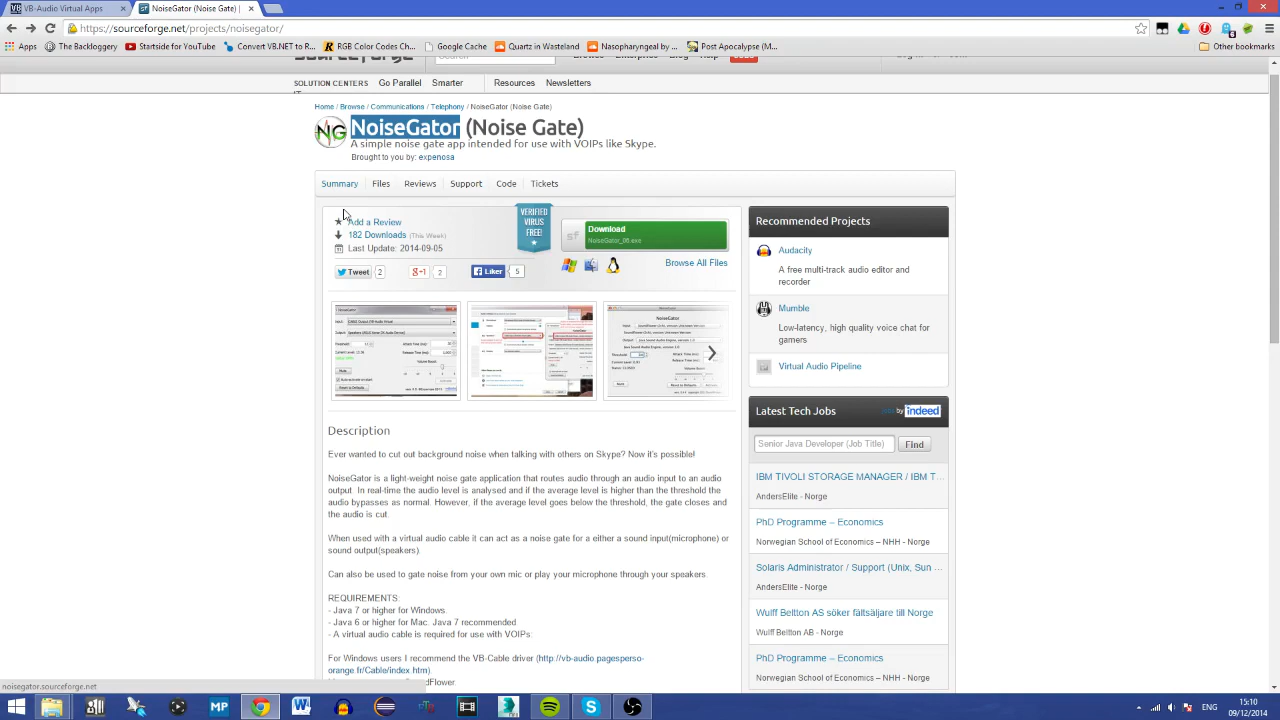 VB-Audio Virtual Apps
NoiseGator (Noise Gate) |
https://sourceforge.net/projects/noisegator/
Apps
The Backloggery
Startside for YouTube
Convert VB.NET to R...
RGB Color Codes Ch...
Google Cache
Quartz in Wasteland
Nasopharyngeal by ...
Post Apocalypse (M...
Other bookmarks
SOLUTION CENTERS Go Parallel Smarter Resources Newsletters
Home / Browse / Communications / Telephony / NoiseGator (Noise Gate)
NG
NoiseGator (Noise Gate)
A simple noise gate app intended for use with VOIPs like Skype.
Brought to you by: expenosa
Summary Files Reviews Support Code Tickets
Add a Review
182 Downloads (This Week)
Last Update: 2014-09-05
Tweet 2
g+1 2
Liker 5
VERIFIED
VIRUS
FREE!
sf
Download
NoiseGator_05.exe
Browse All Files
NoiseGator
Description
Ever wanted to cut out background noise when talking with others on Skype? Now it's possible!
NoiseGator is a light-weight noise gate application that routes audio through an audio input to an audio
output. In real-time the audio level is analysed and if the average level is higher than the threshold the
audio bypasses as normal. However, if the average level goes below the threshold, the gate closes and
the audio is cut.
When used with a virtual audio cable it can act as a noise gate for a either a sound input(microphone) or
sound output(speakers).
Can also be used to gate noise from your own mic or play your microphone through your speakers.
REQUIREMENTS:
- Java 7 or higher for Windows.
- Java 6 or higher for Mac. Java 7 recommended
- A virtual audio cable is required for use with VOIPs:
For Windows users I recommend the VB-Cable driver (http://vb-audio.pagesperso-
orange.fr/Cable/index.htm)
Recommended Projects
Audacity
A free multi-track audio editor and
recorder
Mumble
Low-latency, high quality voice chat for
gamers
Virtual Audio Pipeline
Latest Tech Jobs
jobs by indeed
Senior Java Developer (Job Title)
Find
IBM TIVOLI STORAGE MANAGER / IBM T...
AndersElite - Norge
PhD Programme – Economics
Norwegian School of Economics – NHH - Norge
Solaris Administrator / Support (Unix, Sun ...
AndersElite - Norge
Wulff Beltton AS söker fältsäljare till Norge
Wulff Beltton AB - Norge
PhD Programme – Economics
Norwegian School of Economics – NHH - Norge
noisegator.sourceforge.net
MP
ENG
15:10
09/12/2014